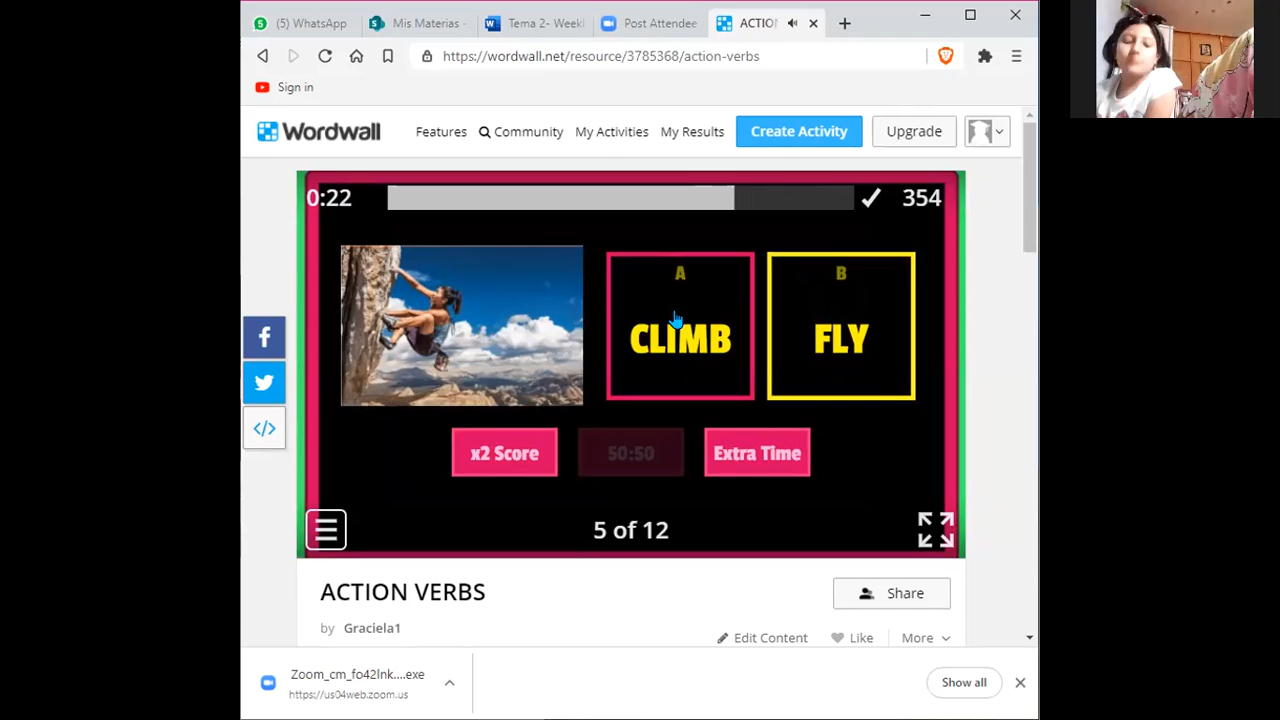 (5) WhatsApp
Mis Materias -
Tema 2- Weekl
Post Attendee
ACTION
https://wordwall.net/resource/3785368/action-verbs
Sign in
Wordwall
Features
Community
My Activities
My Results
Create Activity
Upgrade
0:22
354
A
B
CLIMB
FLY
x2 Score
50:50
Extra Time
5 of 12
ACTION VERBS
Share
by Graciela1
Edit Content
Like
More
Zoom_cm_fo42lnk....exe
https://us04web.zoom.us
Show all